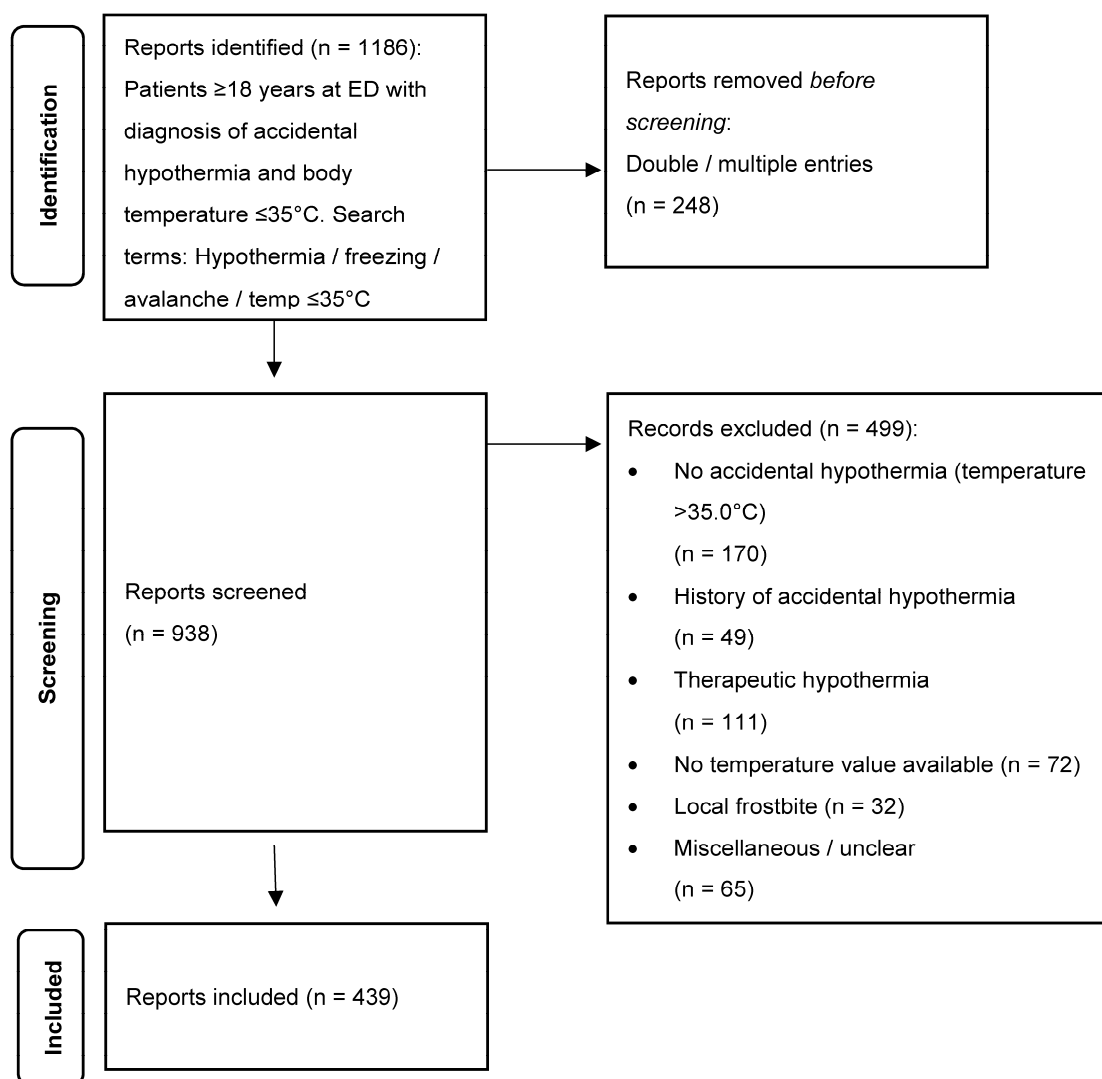 Identification
Reports identified (n = 1186):
Patients ≥18 years at ED with
diagnosis of accidental
hypothermia and body
temperature ≤35°C. Search
terms: Hypothermia / freezing /
avalanche / temp ≤35°C
Reports removed before
screening:
Double / multiple entries
(n = 248)
Screening
Reports screened
(n = 938)
Records excluded (n = 499):
• No accidental hypothermia (temperature
>35.0°C)
(n = 170)
• History of accidental hypothermia
(n = 49)
• Therapeutic hypothermia
(n = 111)
• No temperature value available (n = 72)
• Local frostbite (n = 32)
• Miscellaneous / unclear
(n = 65)
Included
Reports included (n = 439)